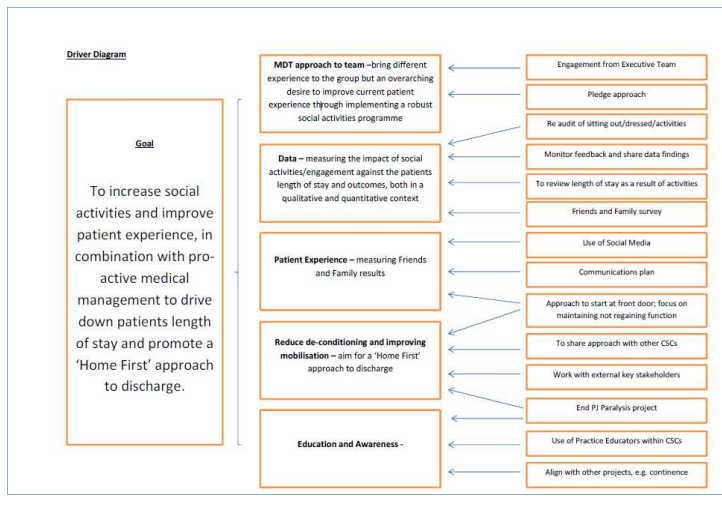 Driver Diagram
Goal
To increase social
activities and improve
patient experience, in
combination with pro-
active medical
management to drive
down patients length
of stay and promote a
‘Home First’ approach
to discharge.
MDT approach to team –bring different
experience to the group but an overarching
desire to improve current patient
experience through implementing a robust
social activities programme
Data – measuring the impact of social
activities/engagement against the patients
length of stay and outcomes, both in a
qualitative and quantitative context
Patient Experience – measuring Friends
and Family results
Reduce de-conditioning and improving
mobilisation – aim for a ‘Home First’
approach to discharge
Education and Awareness -
Engagement from Executive Team
Pledge approach
Re audit of sitting out/dressed/activities
Monitor feedback and share data findings
To review length of stay as a result of activities
Friends and Family survey
Use of Social Media
Communications plan
Approach to start at front door; focus on
maintaining not regaining function
To share approach with other CSCs
Work with external key stakeholders
End PJ Paralysis project
Use of Practice Educators within CSCs
Align with other projects, e.g. continence